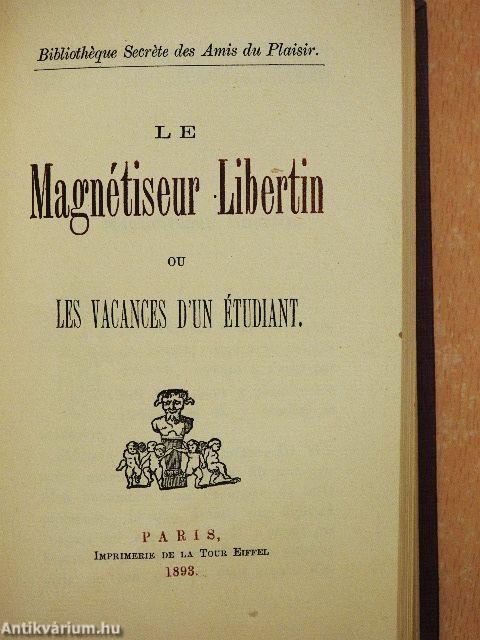 Bibliothèque Secrète des Amis du Plaisir.
LE
Magnétiseur Libertin
OU
LES VACANCES D'UN ÉTUDIANT.
PARIS,
IMPRIMERIE DE LA TOUR EIFFEL
1893.
Antikvárium.hu